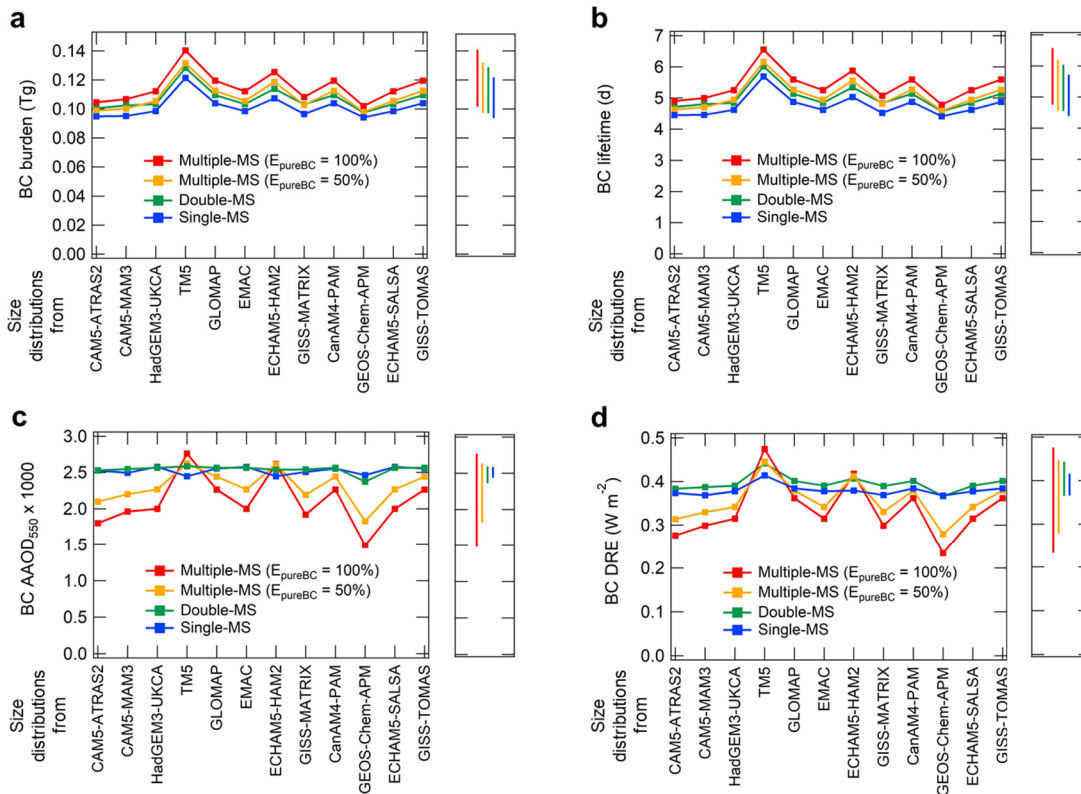 a
BC burden (Tg)
0.14
0.12
0.10
0.08
0.06
0.04
0.02
0.00
Multiple-MS (EpureBC = 100%)
Multiple-MS (EpureBC = 50%)
Double-MS
Single-MS
Size
distributions
from
CAM5-ATRAS2
CAM5-MAM3
HadGEM3-UKCA
TM5
GLOMAP
EMAC
ECHAM5-HAM2
GISS-MATRIX
CanAM4-PAM
GEOS-Chem-APM
ECHAM5-SALSA
GISS-TOMAS
b
BC lifetime (d)
7
6
5
4
3
2
1
0
Multiple-MS (EpureBC = 100%)
Multiple-MS (EpureBC = 50%)
Double-MS
Single-MS
Size
distributions
from
CAM5-ATRAS2
CAM5-MAM3
HadGEM3-UKCA
TM5
GLOMAP
EMAC
ECHAM5-HAM2
GISS-MATRIX
CanAM4-PAM
GEOS-Chem-APM
ECHAM5-SALSA
GISS-TOMAS
c
BC AAOD550 x 1000
3.0
2.5
2.0
1.5
1.0
0.5
0.0
Multiple-MS (EpureBC = 100%)
Multiple-MS (EpureBC = 50%)
Double-MS
Single-MS
Size
distributions
from
CAM5-ATRAS2
CAM5-MAM3
HadGEM3-UKCA
TM5
GLOMAP
EMAC
ECHAM5-HAM2
GISS-MATRIX
CanAM4-PAM
GEOS-Chem-APM
ECHAM5-SALSA
GISS-TOMAS
d
BC DRE (W m-2)
0.5
0.4
0.3
0.2
0.1
0.0
Multiple-MS (EpureBC = 100%)
Multiple-MS (EpureBC = 50%)
Double-MS
Single-MS
Size
distributions
from
CAM5-ATRAS2
CAM5-MAM3
HadGEM3-UKCA
TM5
GLOMAP
EMAC
ECHAM5-HAM2
GISS-MATRIX
CanAM4-PAM
GEOS-Chem-APM
ECHAM5-SALSA
GISS-TOMAS